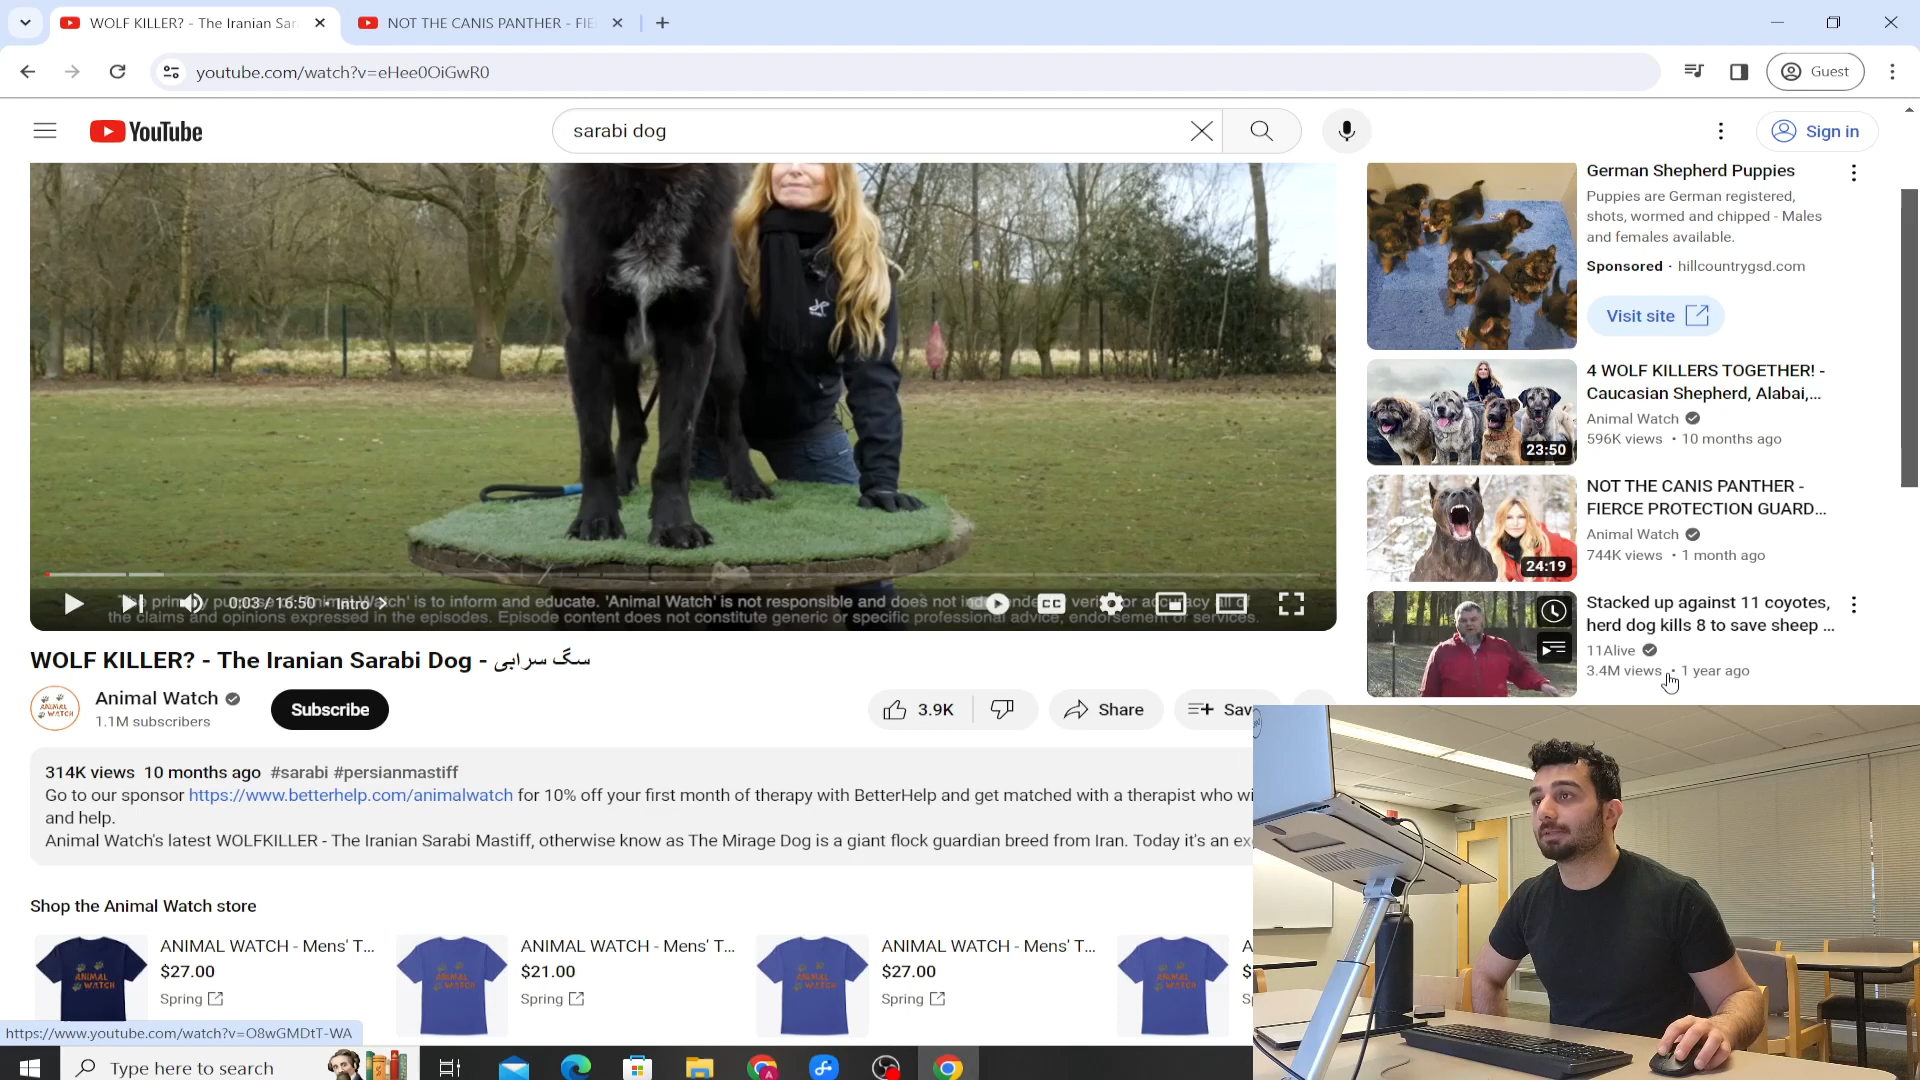 WOLF KILLER? - The Iranian Sar
NOT THE CANIS PANTHER - FIE
youtube.com/watch?v=eHee0OiGwR0
Guest
YouTube
sarabi dog
Sign in
0:03 / 16:50 • Intro
CC
WOLF KILLER? - The Iranian Sarabi Dog - سگ سرابی
Animal Watch
1.1M subscribers
Subscribe
3.9K
Share
314K views 10 months ago #sarabi #persianmastiff
Go to our sponsor https://www.betterhelp.com/animalwatch for 10% off your first month of therapy with BetterHelp and get matched with a therapist who
and help.
Animal Watch's latest WOLFKILLER - The Iranian Sarabi Mastiff, otherwise know as The Mirage Dog is a giant flock guardian breed from Iran. Today it's an
Shop the Animal Watch store
ANIMAL WATCH - Mens' T...
$27.00
Spring
ANIMAL WATCH - Mens' T...
$21.00
Spring
ANIMAL WATCH - Mens' T...
$27.00
Spring
https://www.youtube.com/watch?v=O8wGMDtT-WA
Type here to search
German Shepherd Puppies
Puppies are German registered,
shots, wormed and chipped - Males
and females available.
Sponsored · hillcountrygsd.com
Visit site
23:50
4 WOLF KILLERS TOGETHER! -
Caucasian Shepherd, Alabai,...
Animal Watch
596K views • 10 months ago
24:19
NOT THE CANIS PANTHER -
FIERCE PROTECTION GUARD...
Animal Watch
744K views • 1 month ago
Stacked up against 11 coyotes,
herd dog kills 8 to save sheep ...
11Alive
3.4M views • 1 year ago